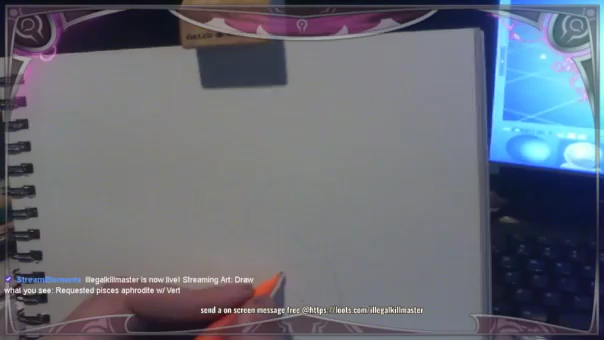 StreamElements illegalkillmaster is now live! Streaming Art: Draw
what you see: Requested pisces aphrodite w/ Vert
send a on screen message free @https://loots.com/illegalkillmaster